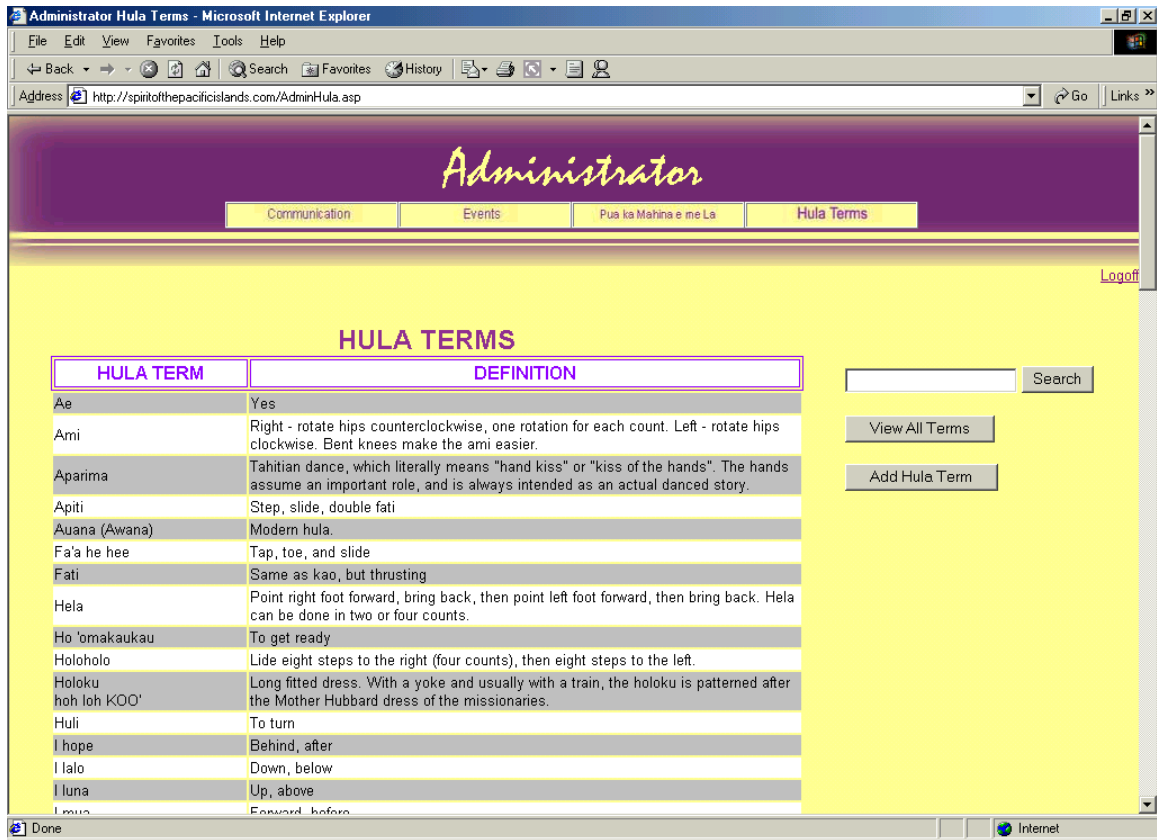 Administrator Hula Terms - Microsoft Internet Explorer
File Edit View Favorites Tools Help
Back Search Favorites History
Address http://spiritofthepacificislands.com/AdminHula.asp Go Links »
Administrator
Communication Events Pua ka Mahina e me La Hula Terms
Logoff
HULA TERMS
HULA TERM DEFINITION
Search
Ae Yes
Ami Right - rotate hips counterclockwise, one rotation for each count. Left - rotate hips
clockwise. Bent knees make the ami easier.
View All Terms
Aparima Tahitian dance, which literally means "hand kiss" or "kiss of the hands". The hands
assume an important role, and is always intended as an actual danced story.
Add Hula Term
Apiti Step, slide, double fati
Auana (Awana) Modern hula.
Fa'a he hee Tap, toe, and slide
Fati Same as kao, but thrusting
Hela Point right foot forward, bring back, then point left foot forward, then bring back. Hela
can be done in two or four counts.
Ho 'omakaukau To get ready
Holoholo Lide eight steps to the right (four counts), then eight steps to the left.
Holoku Long fitted dress. With a yoke and usually with a train, the holoku is patterned after
hoh loh KOO' the Mother Hubbard dress of the missionaries.
Huli To turn
I hope Behind, after
I lalo Down, below
I luna Up, above
I mua Forward, before
Done Internet